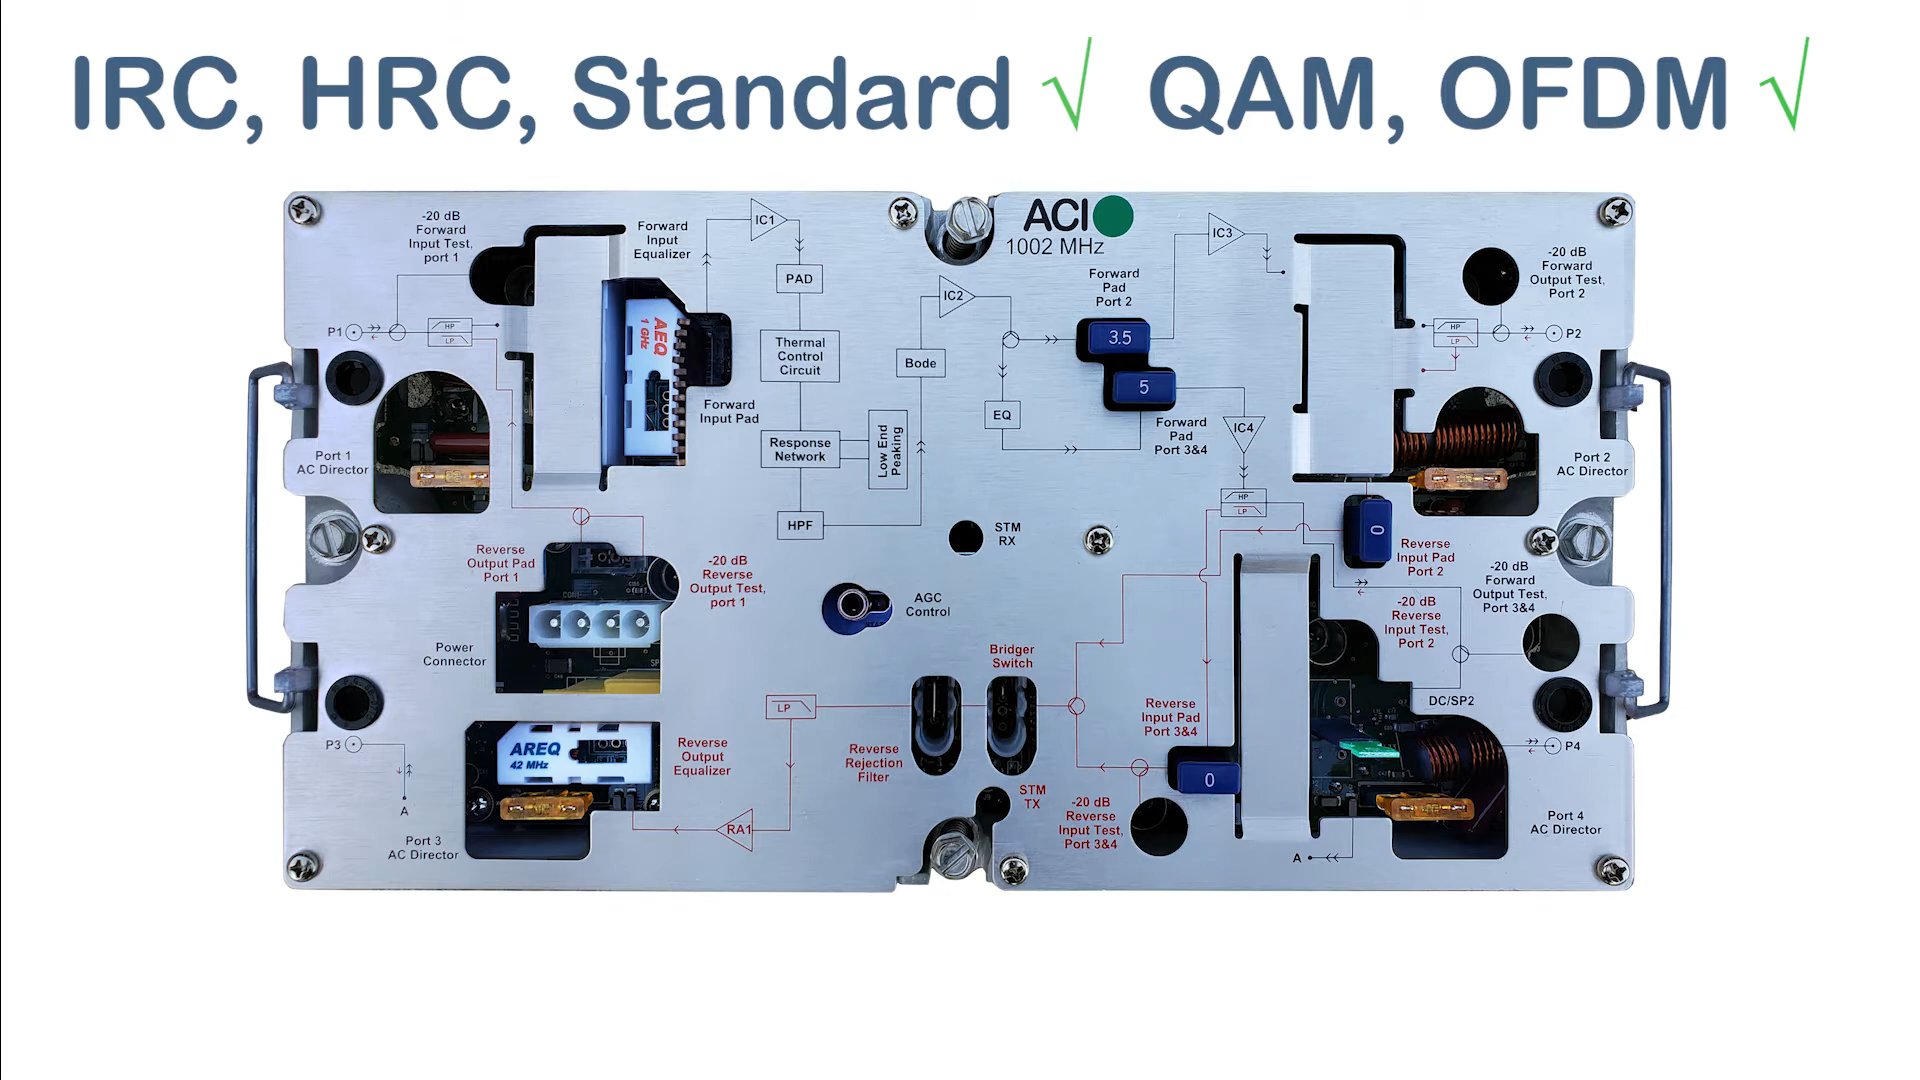 IRC, HRC, Standard √ QAM, OFDM √
-20 dB
Forward
Input Test,
port 1
Forward
Input
Equalizer
IC1
PAD
Thermal
Control
Circuit
Response
Network
Low End
Peaking
HPF
Bode
IC2
ACI
1002 MHz
Forward
Pad
Port 2
3.5
5
EQ
Forward
Pad
Port 3&4
IC3
IC4
HP
LP
-20 dB
Forward
Output Test,
Port 2
P1
HP
LP
AEQ
1 GHz
Forward
Input Pad
HP
LP
P2
Port 1
AC Director
Port 2
AC Director
STM
RX
0
Reverse
Input Pad
Port 2
Reverse
Output Pad
Port 1
-20 dB
Reverse
Output Test,
port 1
AGC
Control
-20 dB
Forward
Output Test,
Port 3&4
-20 dB
Reverse
Input Test,
Port 2
Power
Connector
Bridger
Switch
LP
Reverse
Rejection
Filter
Reverse
Input Pad
Port 3&4
0
DC/SP2
P3
A
AREQ
42 MHz
Reverse
Output
Equalizer
RA1
STM
TX
-20 dB
Reverse
Input Test,
Port 3&4
P4
Port 3
AC Director
A
Port 4
AC Director